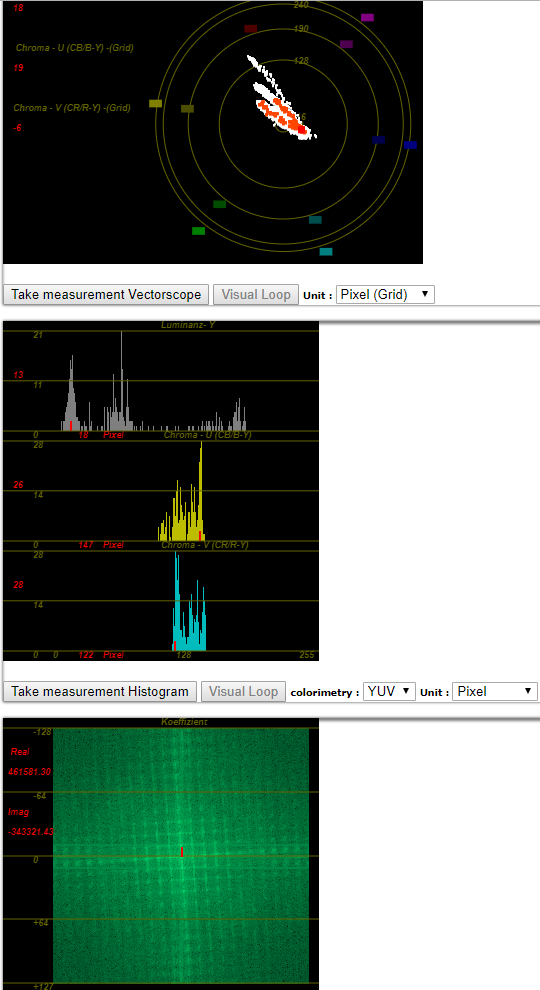 18
240
190
Chroma - U (CB/B-Y) -(Grid)
128
19
Chroma - V (CR/R-Y) -(Grid)
-6
Take measurement Vectorscope Visual Loop Unit : Pixel (Grid)
Luminanz- Y
21
13
11
0 18 Pixel Chroma - U (CB/B-Y)
28
26
14
0 147 Pixel Chroma - V (CR/R-Y)
28
28
14
0 0 122 Pixel 128 255
Take measurement Histogram Visual Loop colorimetry : YUV Unit : Pixel
Koeffizient
-128
Real
461581.30
-64
Imag
-343321.43
0
+64
+127